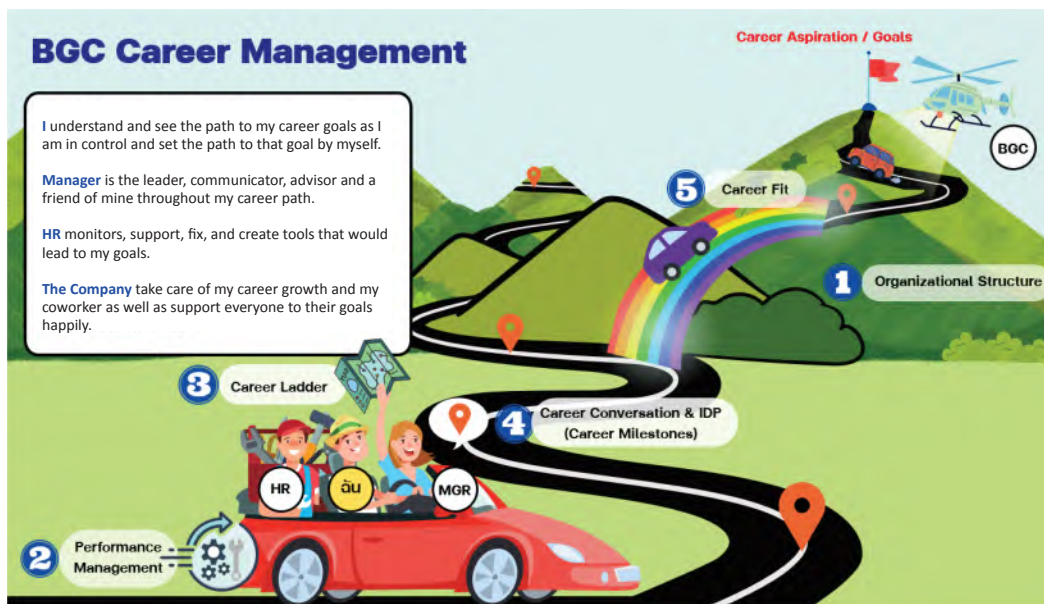 BGC Career Management
Career Aspiration / Goals
BGC
I understand and see the path to my career goals as I
am in control and set the path to that goal by myself.
Manager is the leader, communicator, advisor and a
friend of mine throughout my career path.
HR monitors, support, fix, and create tools that would
lead to my goals.
The Company take care of my career growth and my
coworker as well as support everyone to their goals
happily.
5 Career Fit
1 Organizational Structure
3 Career Ladder
4 Career Conversation & IDP
(Career Milestones)
HR
ฉัน
MGR
2 Performance
Management